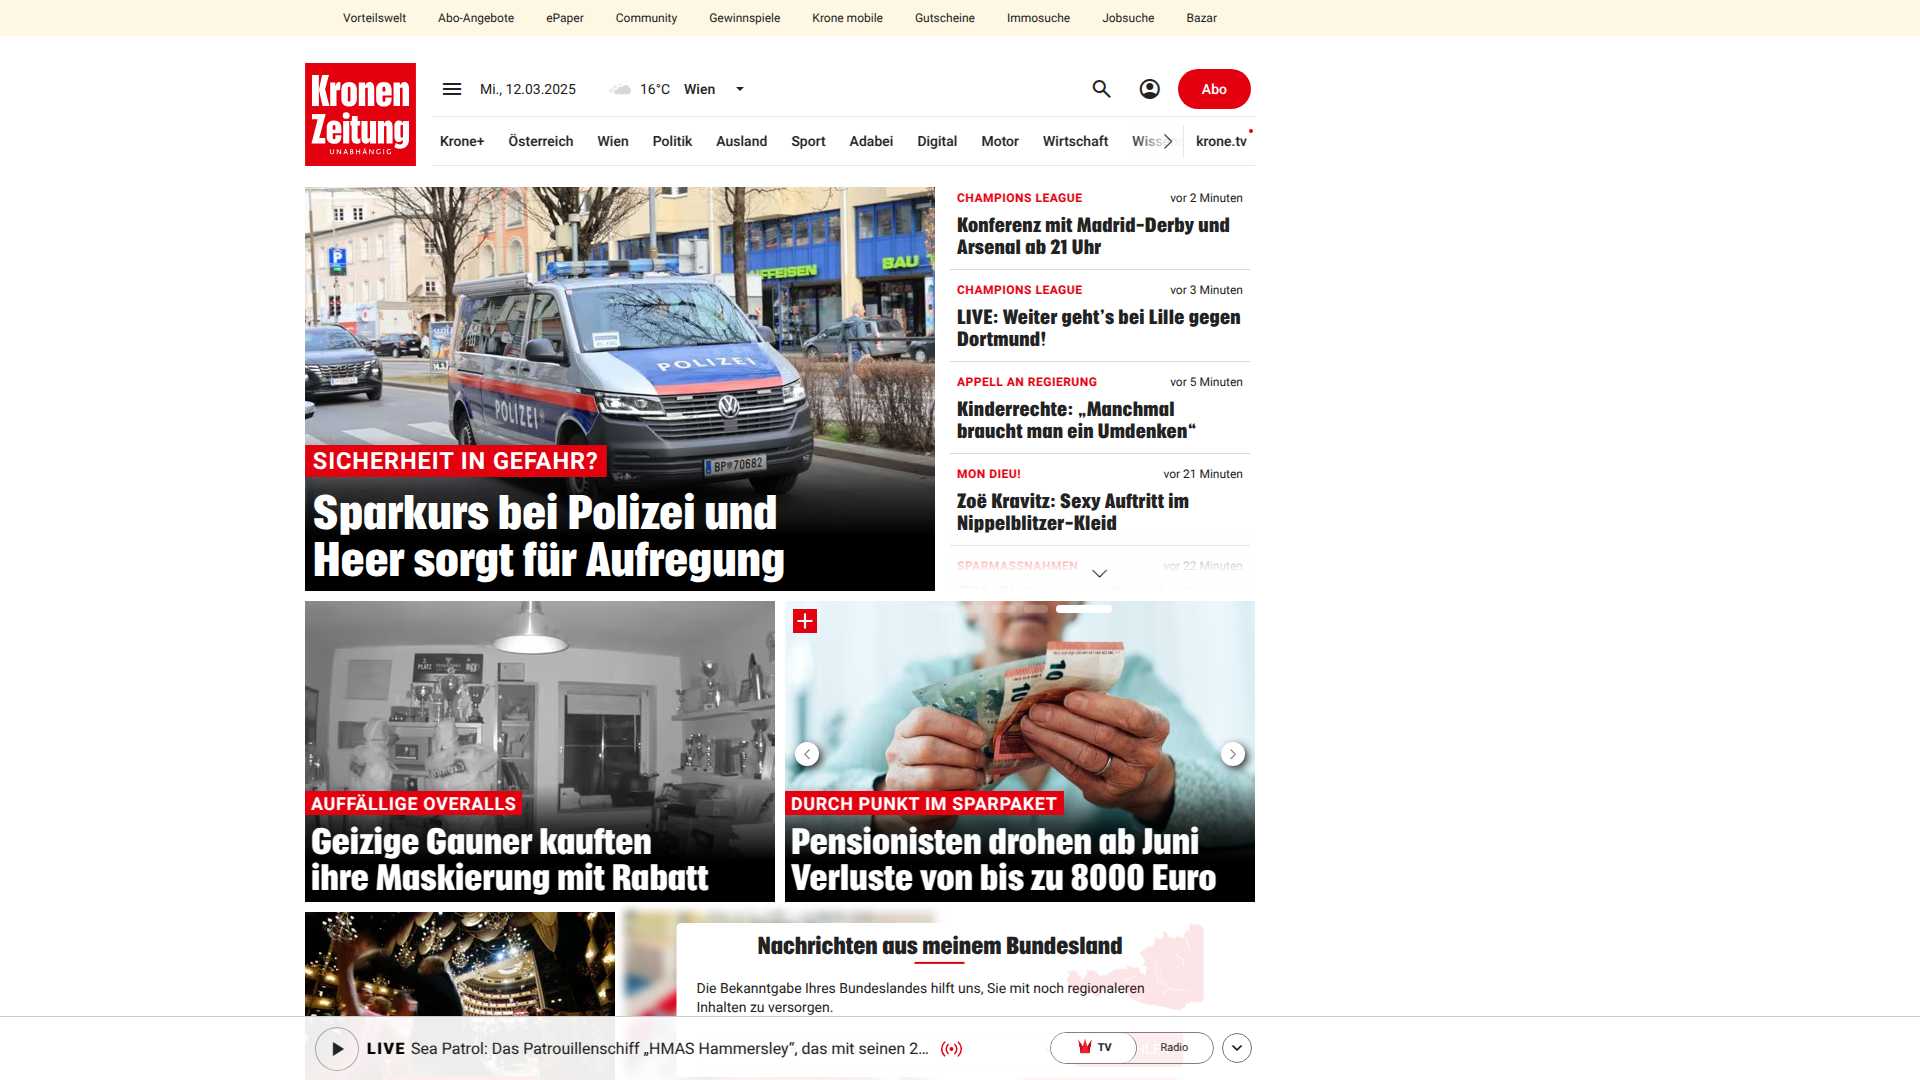 Vorteilswelt Abo-Angebote ePaper Community Gewinnspiele Krone mobile Gutscheine Immosuche Jobsuche Bazar
Kronen
Zeitung
UNABHÄNGIG
Mi., 12.03.2025 16°C Wien
Abo
Krone+ Österreich Wien Politik Ausland Sport Adabei Digital Motor Wirtschaft krone.tv
P
BAU
POLIZEI
POLIZEI
BP 70682
SICHERHEIT IN GEFAHR?
Sparkurs bei Polizei und
Heer sorgt für Aufregung
CHAMPIONS LEAGUE vor 2 Minuten
Konferenz mit Madrid-Derby und
Arsenal ab 21 Uhr
CHAMPIONS LEAGUE vor 3 Minuten
LIVE: Weiter geht’s bei Lille gegen
Dortmund!
APPELL AN REGIERUNG vor 5 Minuten
Kinderrechte: „Manchmal
braucht man ein Umdenken“
MON DIEU! vor 21 Minuten
Zoë Kravitz: Sexy Auftritt im
Nippelblitzer-Kleid
SPARMASSNAHMEN vor 22 Minuten
AUFFÄLLIGE OVERALLS
Geizige Gauner kauften
ihre Maskierung mit Rabatt
10
10
DURCH PUNKT IM SPARPAKET
Pensionisten drohen ab Juni
Verluste von bis zu 8000 Euro
Nachrichten aus meinem Bundesland
Die Bekanntgabe Ihres Bundeslandes hilft uns, Sie mit noch regionaleren
Inhalten zu versorgen.
LIVE Sea Patrol: Das Patrouillenschiff „HMAS Hammersley“, das mit seinen 2...
TV Radio